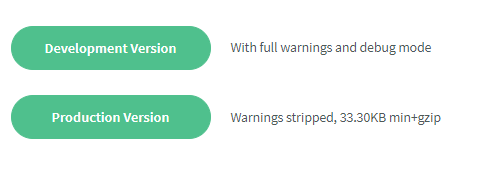 Development Version With full warnings and debug mode
Production Version Warnings stripped, 33.30KB min+gzip